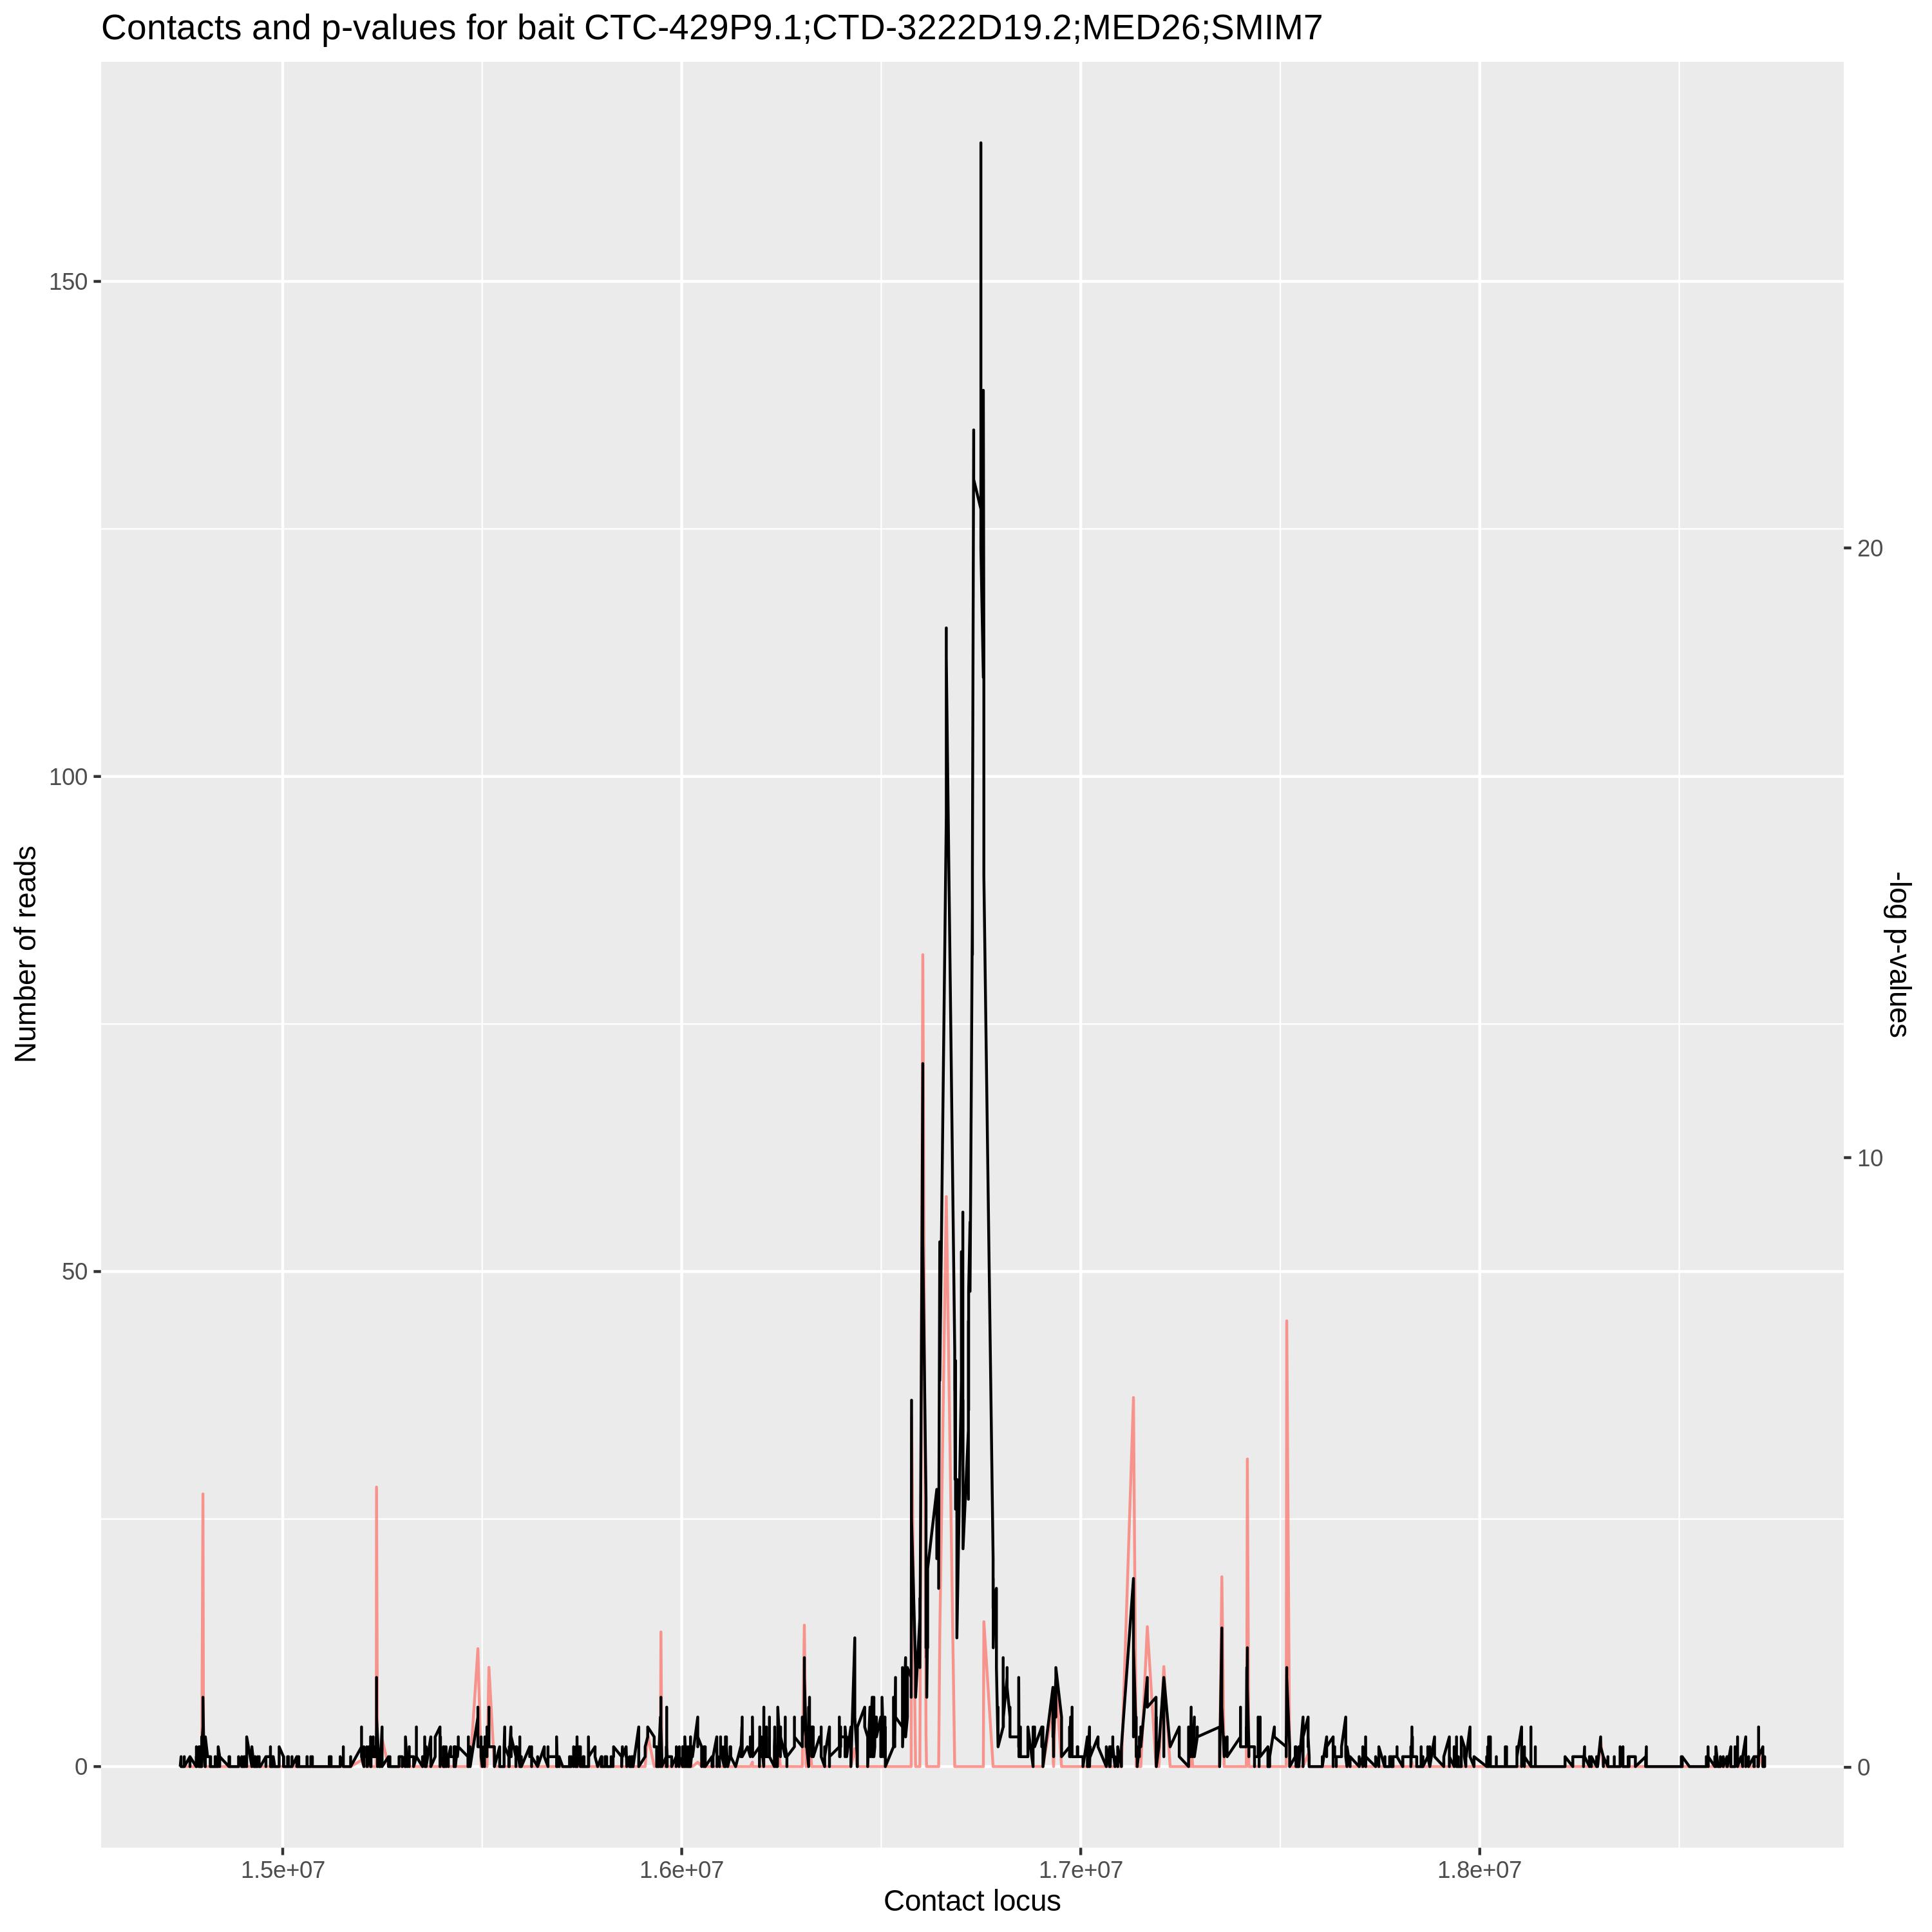 Contacts and p-values for bait CTC-429P9.1;CTD-3222D19.2;MED26;SMIM7
150
100
50
0
Number of reads
20
10
0
-log p-values
1.5e+07
1.6e+07
1.7e+07
1.8e+07
Contact locus